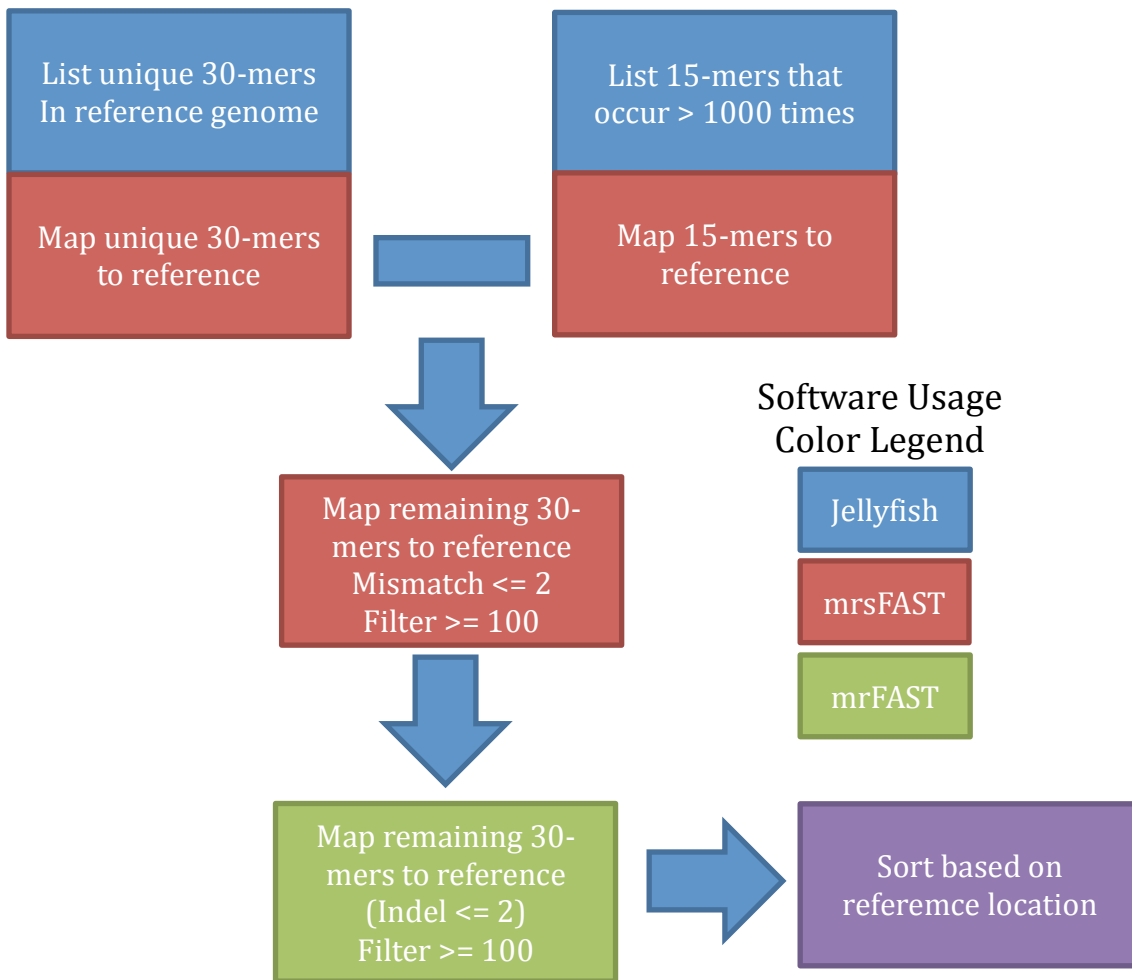 List unique 30-mers
In reference genome
List 15-mers that
occur > 1000 times
Map unique 30-mers
to reference
Map 15-mers to
reference
Map remaining 30-
mers to reference
Mismatch <= 2
Filter >= 100
Software Usage
Color Legend
Jellyfish
mrsFAST
mrFAST
Map remaining 30-
mers to reference
(Indel <= 2)
Filter >= 100
Sort based on
referemce location